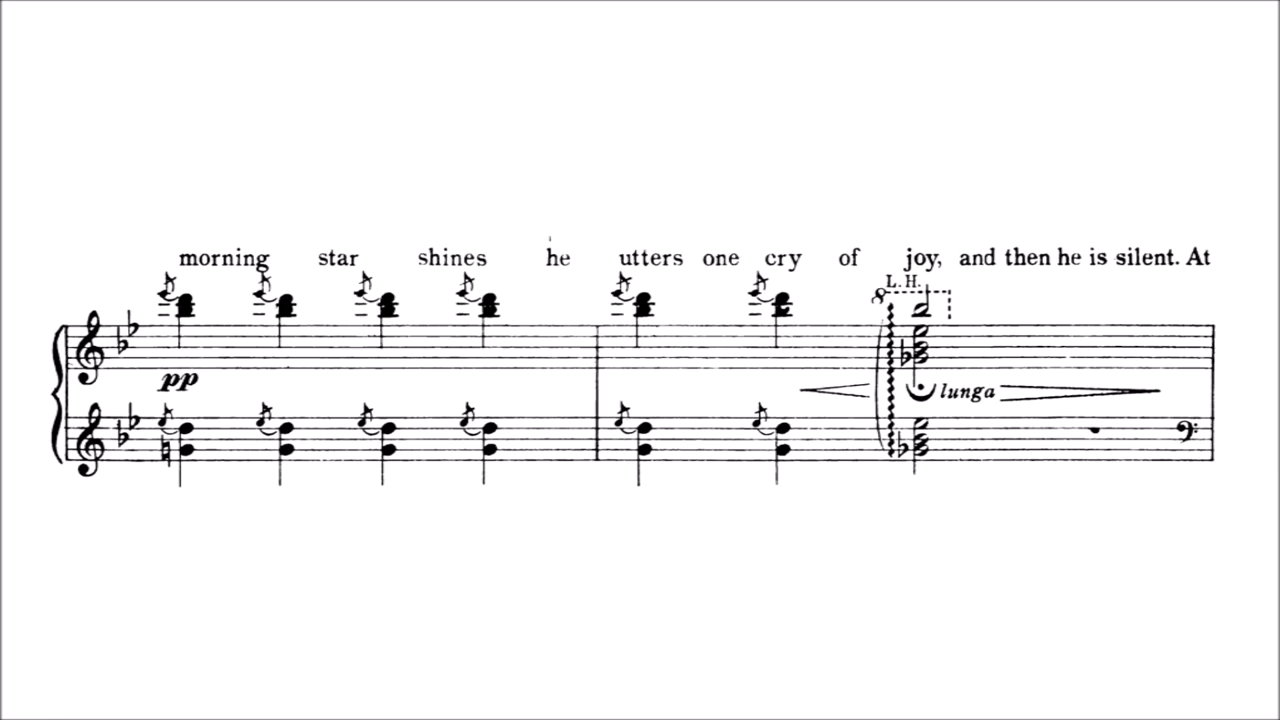 morning star shines he utters one cry of joy, and then he is silent. At
8 L.H.
pp
lunga